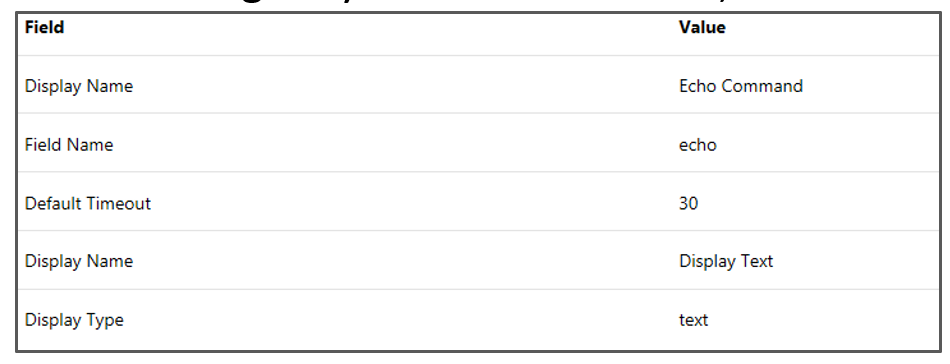 Field Value
Display Name Echo Command
Field Name echo
Default Timeout 30
Display Name Display Text
Display Type text